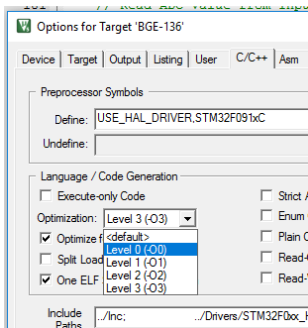 // Read ADC value from inpu
Options for Target 'BGE-136'
Device | Target | Output | Listing | User | C/C++ | Asm
Preprocessor Symbols
Define: USE_HAL_DRIVER,STM32F091xC
Undefine:
Language / Code Generation
Execute-only Code
Strict
Optimization: Level 3 (-O3)
Enum
Optimize
<default>
Plain
Level 0 (-O0)
Split Load
Level 1 (-O1)
Read-
Level 2 (-O2)
One ELF
Level 3 (-O3)
Read-
Include Paths
../Inc; ../Drivers/STM32F0xx_